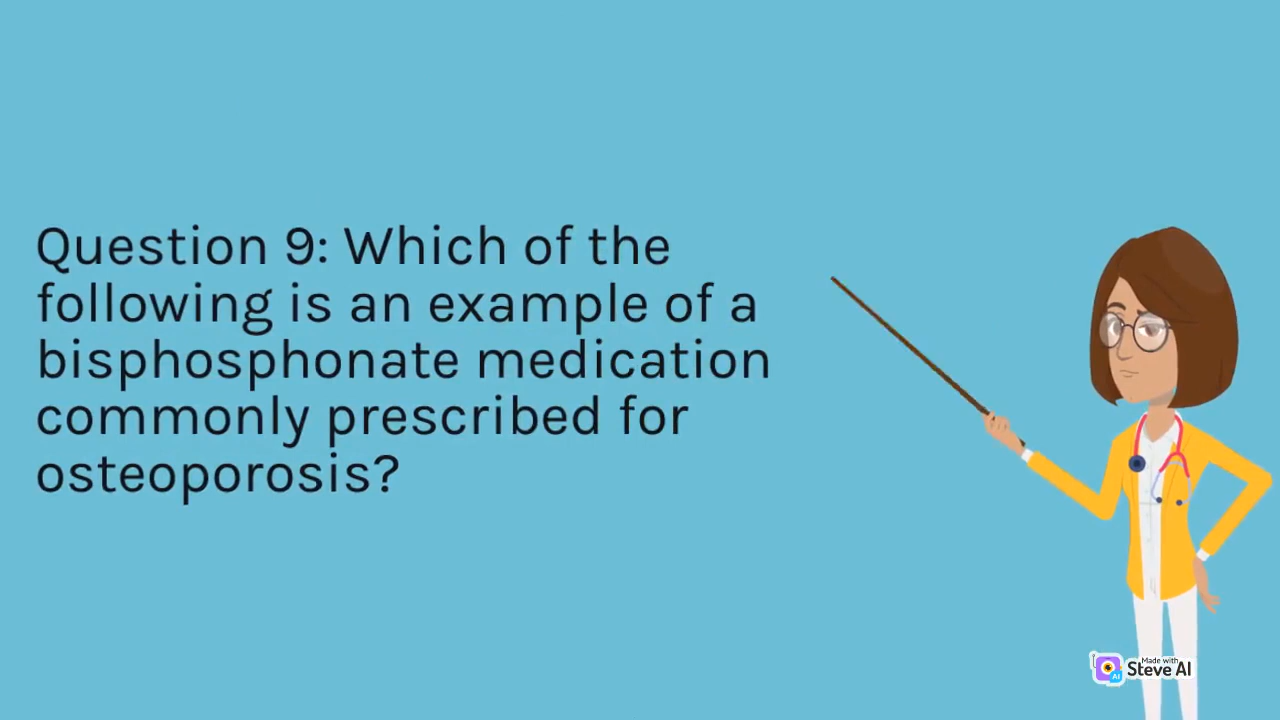 Question 9: Which of the
following is an example of a
bisphosphonate medication
commonly prescribed for
osteoporosis?
Made with
Steve AI
AI